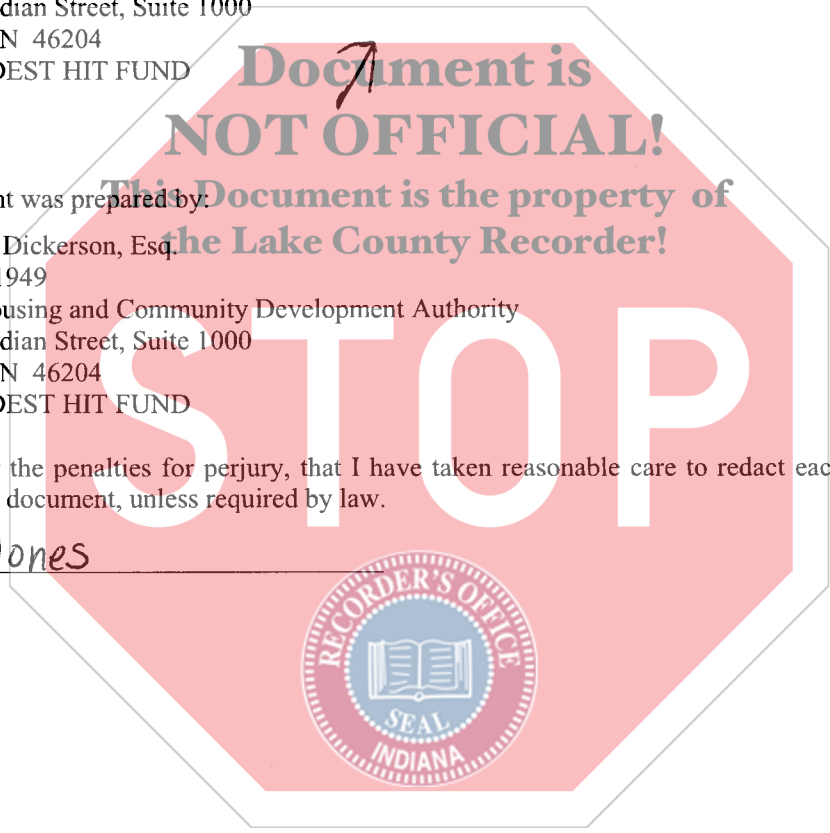 dian Street, Suite 1000
N 46204
DEST HIT FUND
Document is
NOT OFFICIAL!
This Document is the property of
the Lake County Recorder!
nt was prepared by:
Dickerson, Esq.
1949
ousing and Community Development Authority
dian Street, Suite 1000
N 46204
DEST HIT FUND
STOP
the penalties for perjury, that I have taken reasonable care to redact eac
document, unless required by law.
ones
RECORDER'S OFFICE
SEAL
INDIANA